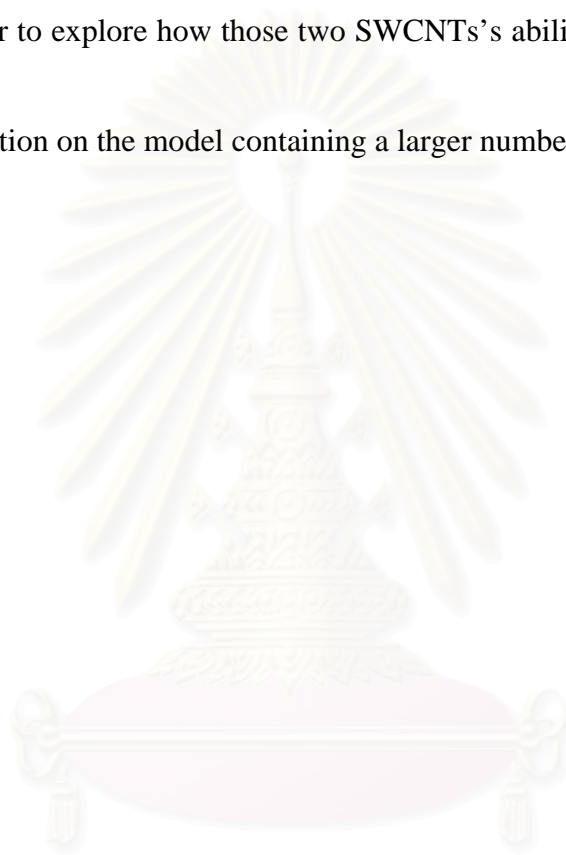 r to explore how those two SWCNTs's abili
tion on the model containing a larger numbe